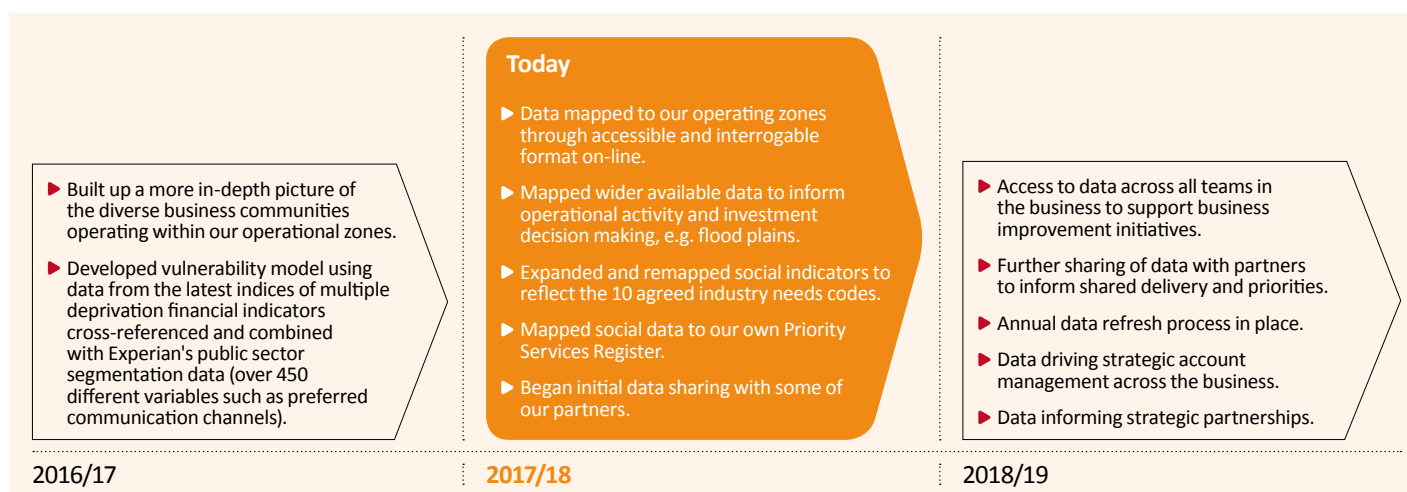 Built up a more in-depth picture of
the diverse business communities
operating within our operational zones.
Developed vulnerability model using
data from the latest indices of multiple
deprivation financial indicators
cross-referenced and combined
with Experian's public sector
segmentation data (over 450
different variables such as preferred
communication channels).
2016/17
Today
Data mapped to our operating zones
through accessible and interrogable
format on-line.
Mapped wider available data to inform
operational activity and investment
decision making, e.g. flood plains.
Expanded and remapped social indicators to
reflect the 10 agreed industry needs codes.
Mapped social data to our own Priority
Services Register.
Began initial data sharing with some of
our partners.
2017/18
Access to data across all teams in
the business to support business
improvement initiatives.
Further sharing of data with partners
to inform shared delivery and priorities.
Annual data refresh process in place.
Data driving strategic account
management across the business.
Data informing strategic partnerships.
2018/19